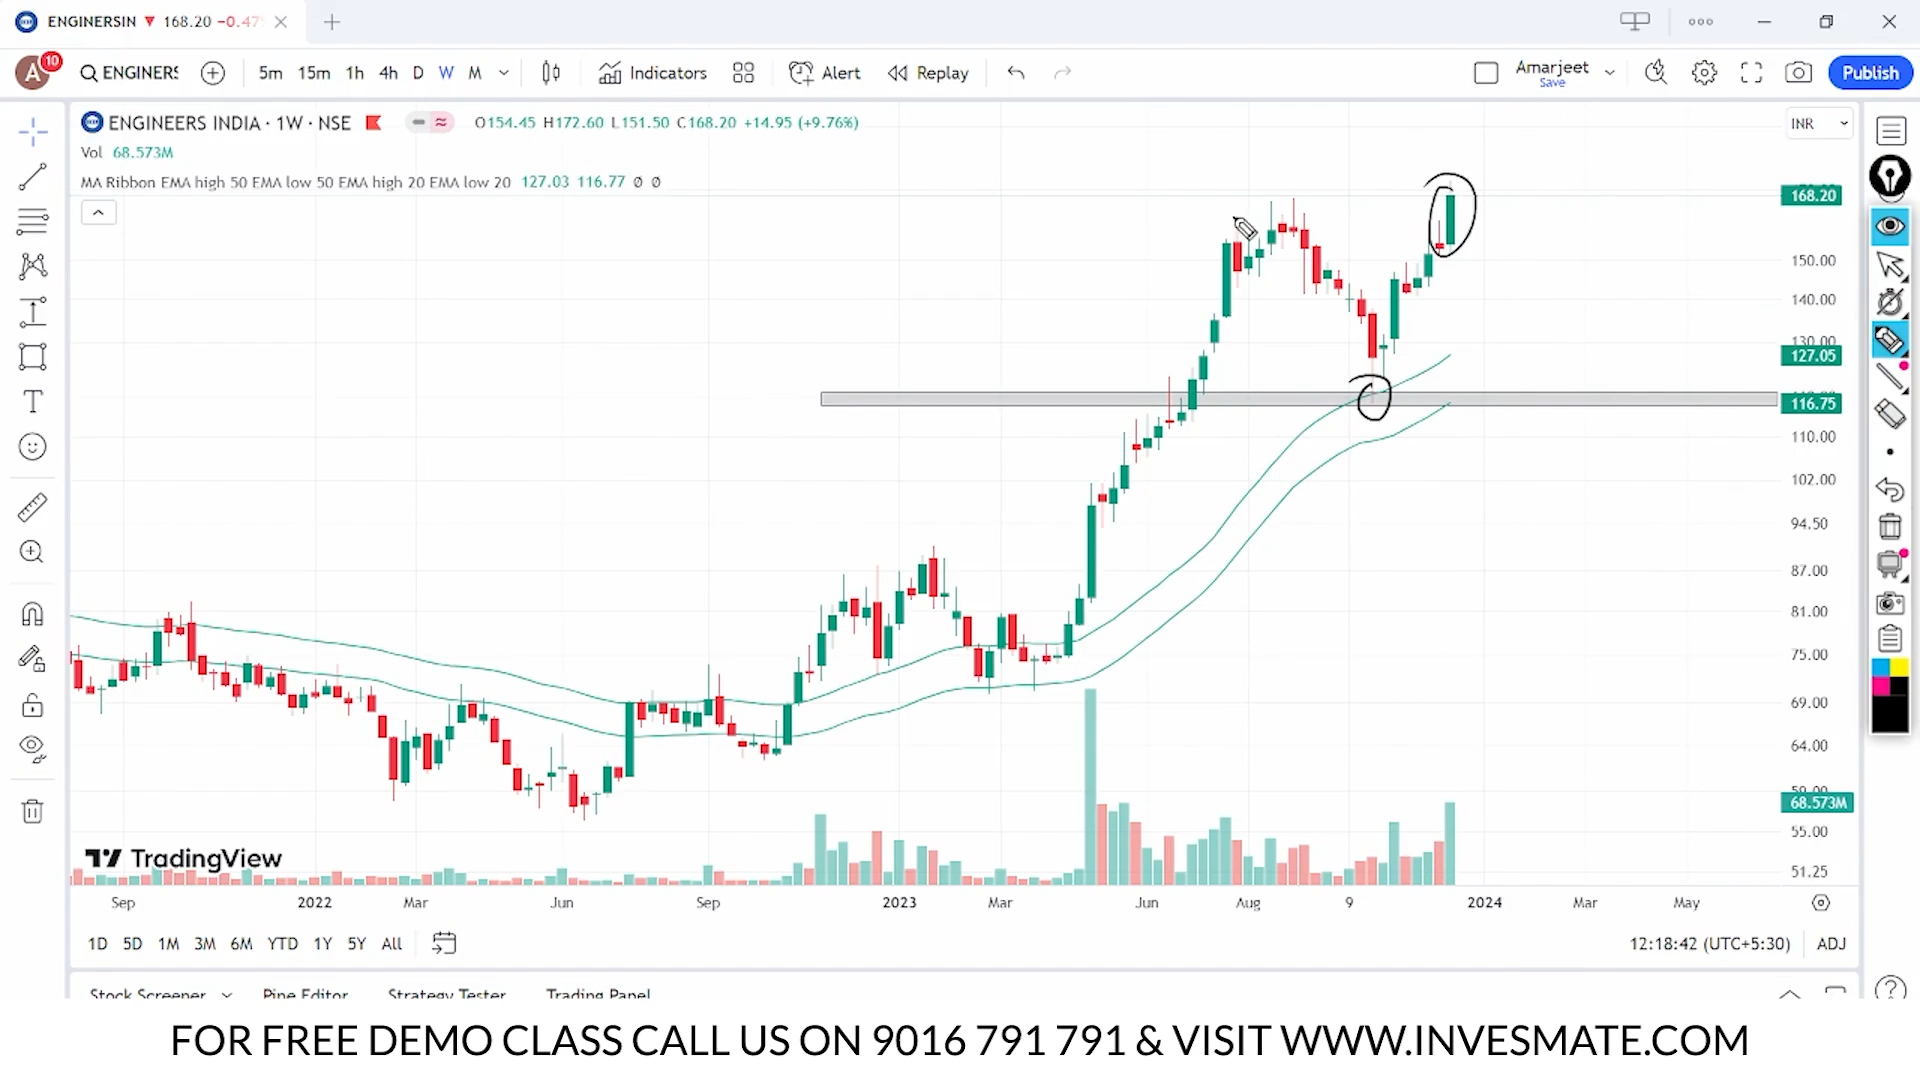 ENGINERSIN ▼ 168.20 −0.47
A 10 ENGINERS 5m 15m 1h 4h D W M Indicators Alert Replay Amarjeet Save Publish
ENGINEERS INDIA · 1W · NSE O154.45 H172.60 L151.50 C168.20 +14.95 (+9.76%) INR
Vol 68.573M
MA Ribbon EMA high 50 EMA low 50 EMA high 20 EMA low 20 127.03 116.77 Ø Ø
168.20
150.00
140.00
130.00
127.05
116.75
110.00
102.00
94.50
87.00
81.00
75.00
69.00
64.00
59.00
68.573M
55.00
51.25
TradingView
Sep 2022 Mar Jun Sep 2023 Mar Jun Aug 9 2024 Mar May
1D 5D 1M 3M 6M YTD 1Y 5Y All 12:18:42 (UTC+5:30) ADJ
Stock Screener Pine Editor Strategy Tester Trading Panel
FOR FREE DEMO CLASS CALL US ON 9016 791 791 & VISIT WWW.INVESMATE.COM